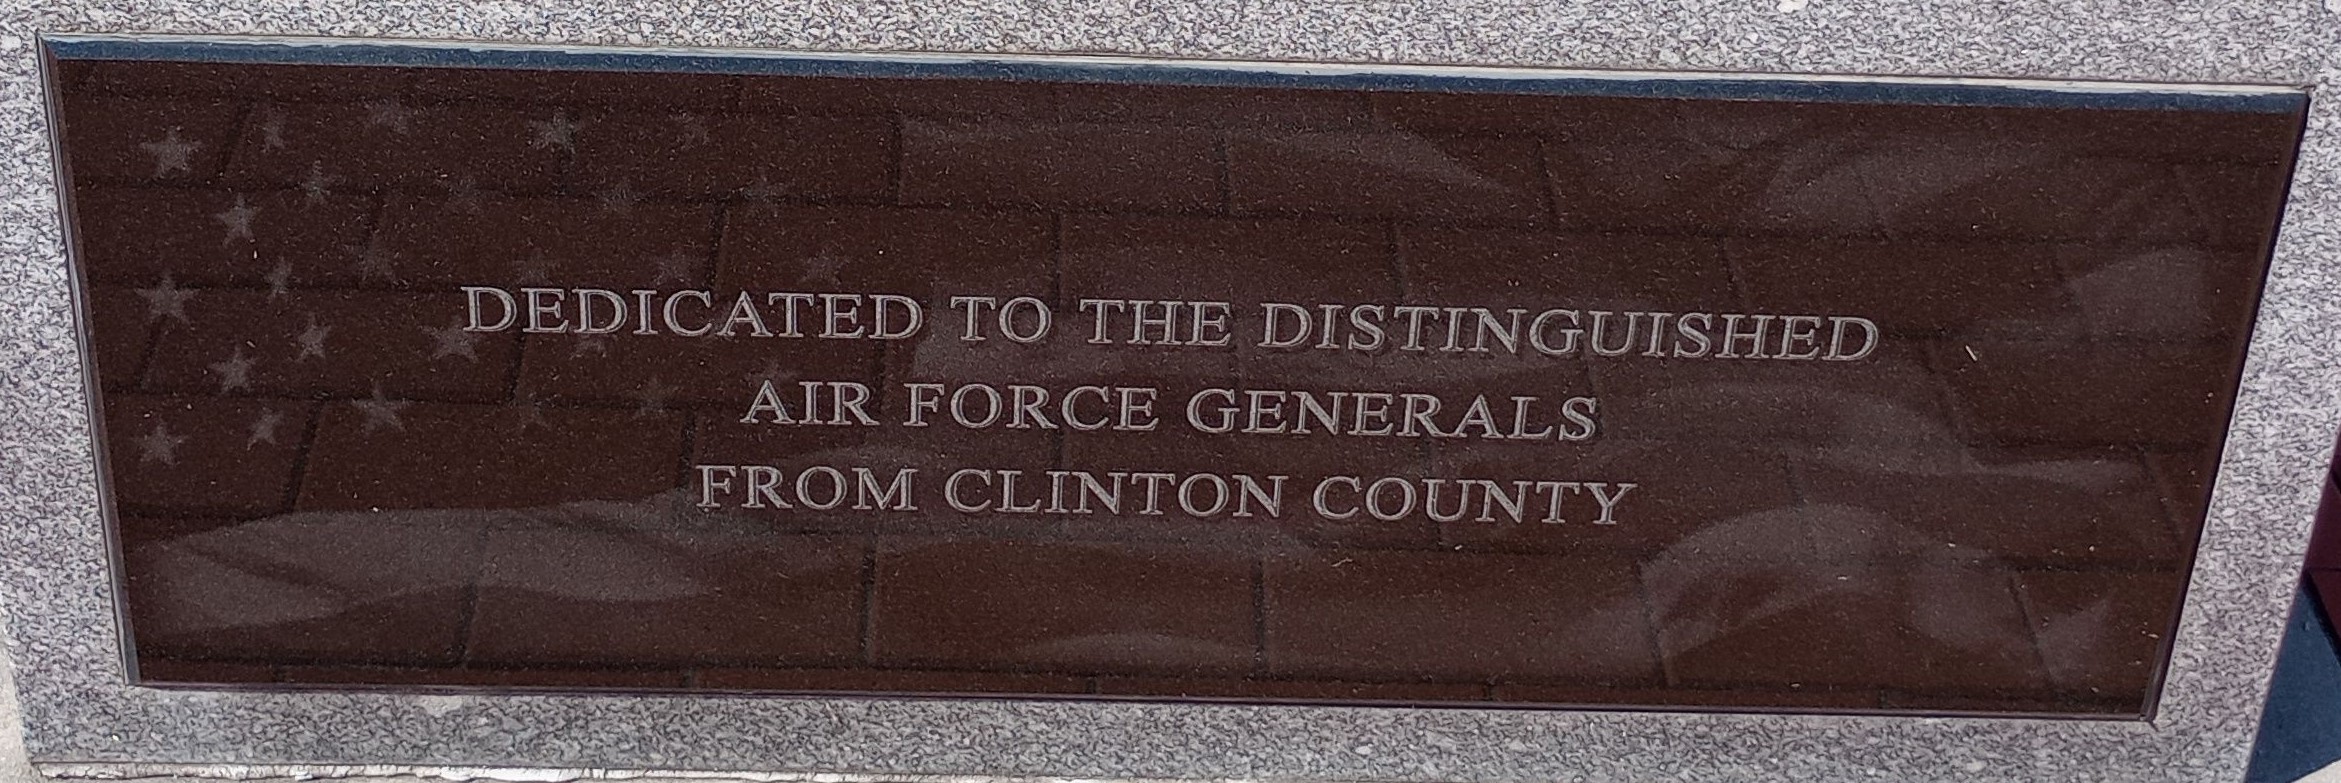 DEDICATED TO THE DISTINGUISHED
AIR FORCE GENERALS
FROM CLINTON COUNTY